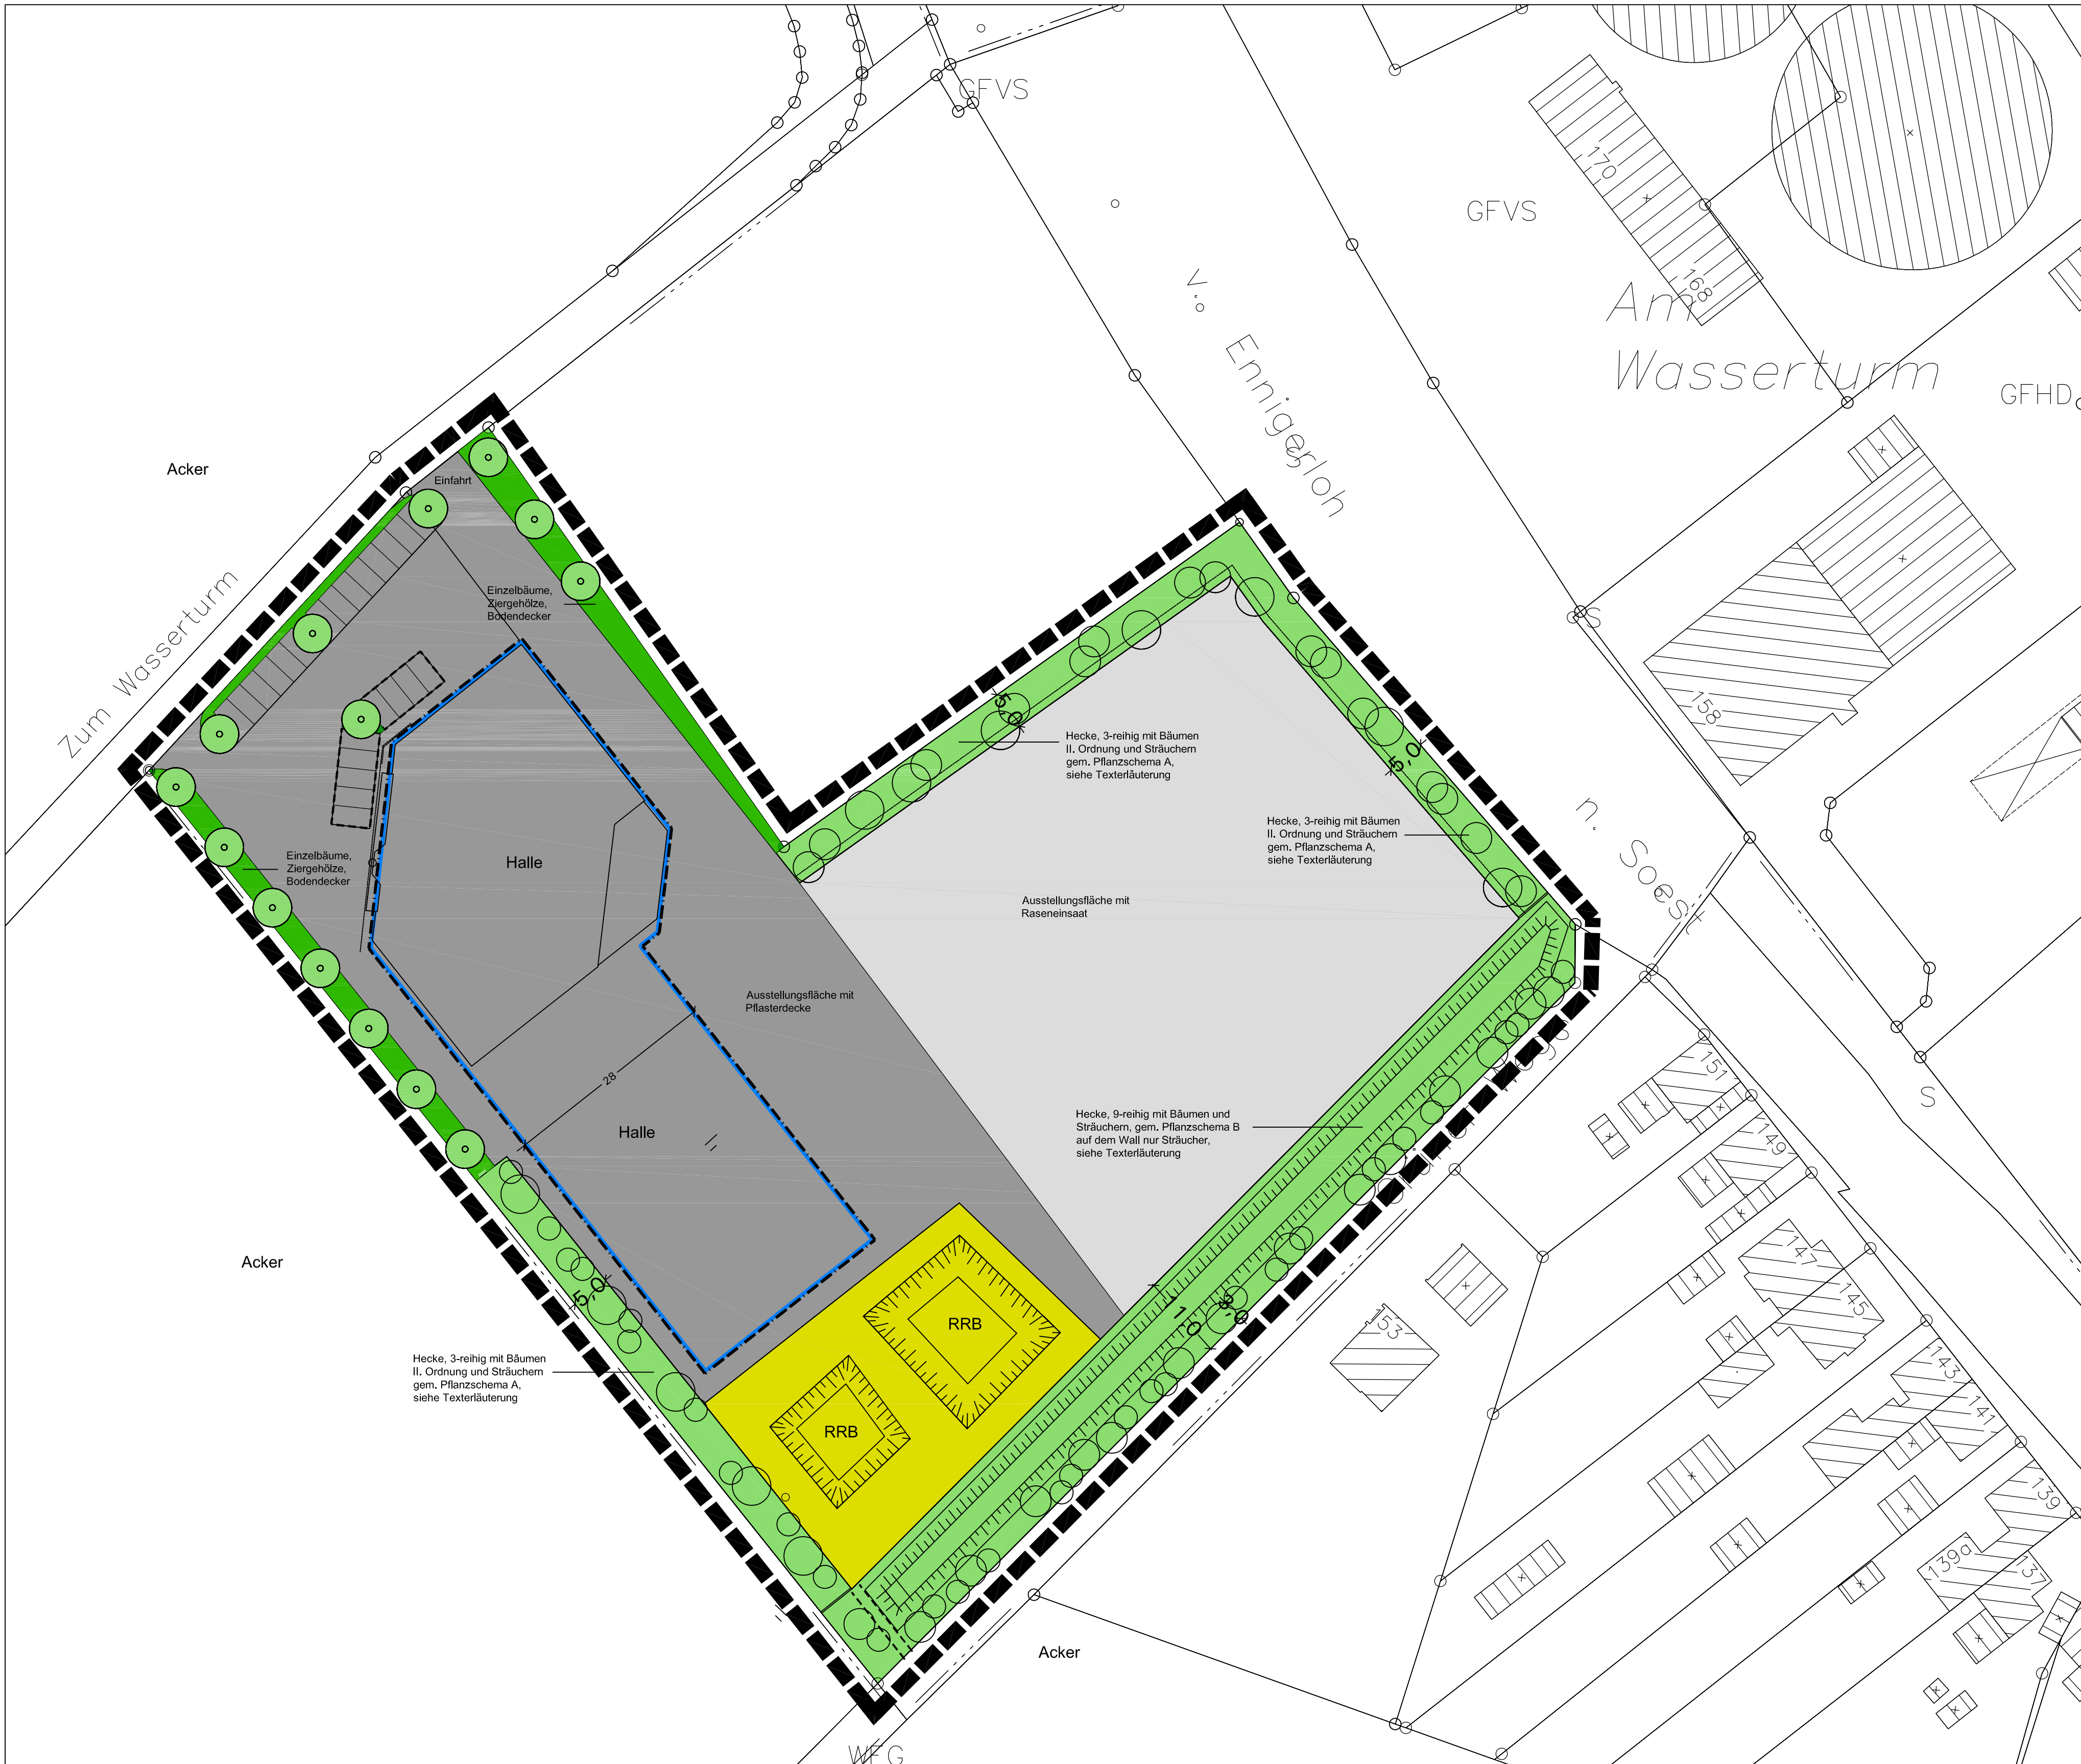 GFVS
GFVS
170
168
Am
Wasserturm
GFHD
v. Ennigerloh
S
Acker
Einfahrt
Zum Wasserturm
Einzelbäume,
Ziergehölze,
Bodendecker
S
158
5,0
Hecke, 3-reihig mit Bäumen
II. Ordnung und Sträuchern
gem. Pflanzschema A,
siehe Texterläuterung
5,0
Hecke, 3-reihig mit Bäumen
II. Ordnung und Sträuchern
gem. Pflanzschema A,
siehe Texterläuterung
n. Soest
Einzelbäume,
Ziergehölze,
Bodendecker
Halle
Ausstellungsfläche mit
Raseneinsaat
Ausstellungsfläche mit
Pflasterdecke
28
Halle
Hecke, 9-reihig mit Bäumen und
Sträuchern, gem. Pflanzschema B
auf dem Wall nur Sträucher,
siehe Texterläuterung
S
151
149
147
145
153
143
141
139
139a
137
Acker
5,0
11,0
RRB
RRB
Hecke, 3-reihig mit Bäumen
II. Ordnung und Sträuchern
gem. Pflanzschema A,
siehe Texterläuterung
Acker
WEG